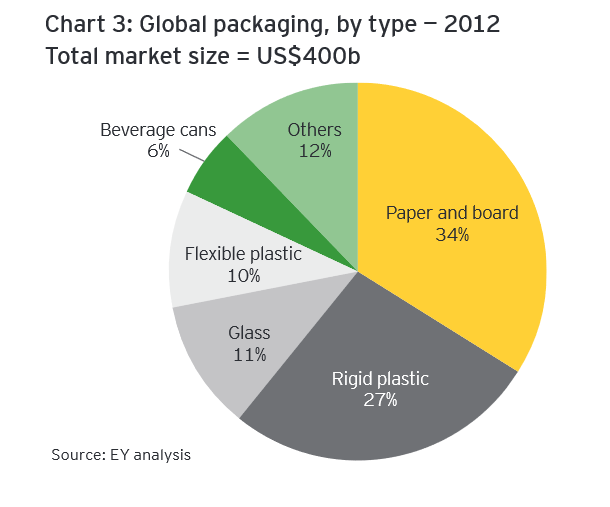 Chart 3: Global packaging, by type – 2012
Total market size = US$400b
Beverage cans
6%
Others
12%
Paper and board
34%
Flexible plastic
10%
Glass
11%
Rigid plastic
27%
Source: EY analysis